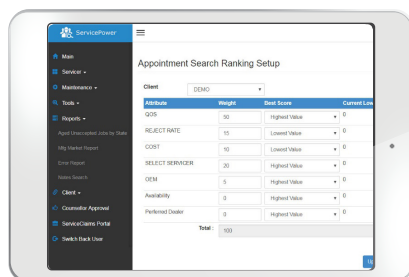 ServicePower
Main
Servicer
Maintenance
Tools
Reports
Aged Unaccepted Jobs by State
Mfg Market Report
Error Report
Notes Search
Client
Counsellor Approval
ServiceClaims Portal
Switch Back User
Appointment Search Ranking Setup
Client DEMO
Attribute Weight Best Score Current Low
QOS 50 Highest Value 0
REJECT RATE 15 Lowest Value 0
COST 10 Lowest Value 0
SELECT SERVICER 20 Highest Value 0
OEM 5 Highest Value 0
Availability 0 Highest Value 0
Preferred Dealer 0 Highest Value 0
Total : 100
Up